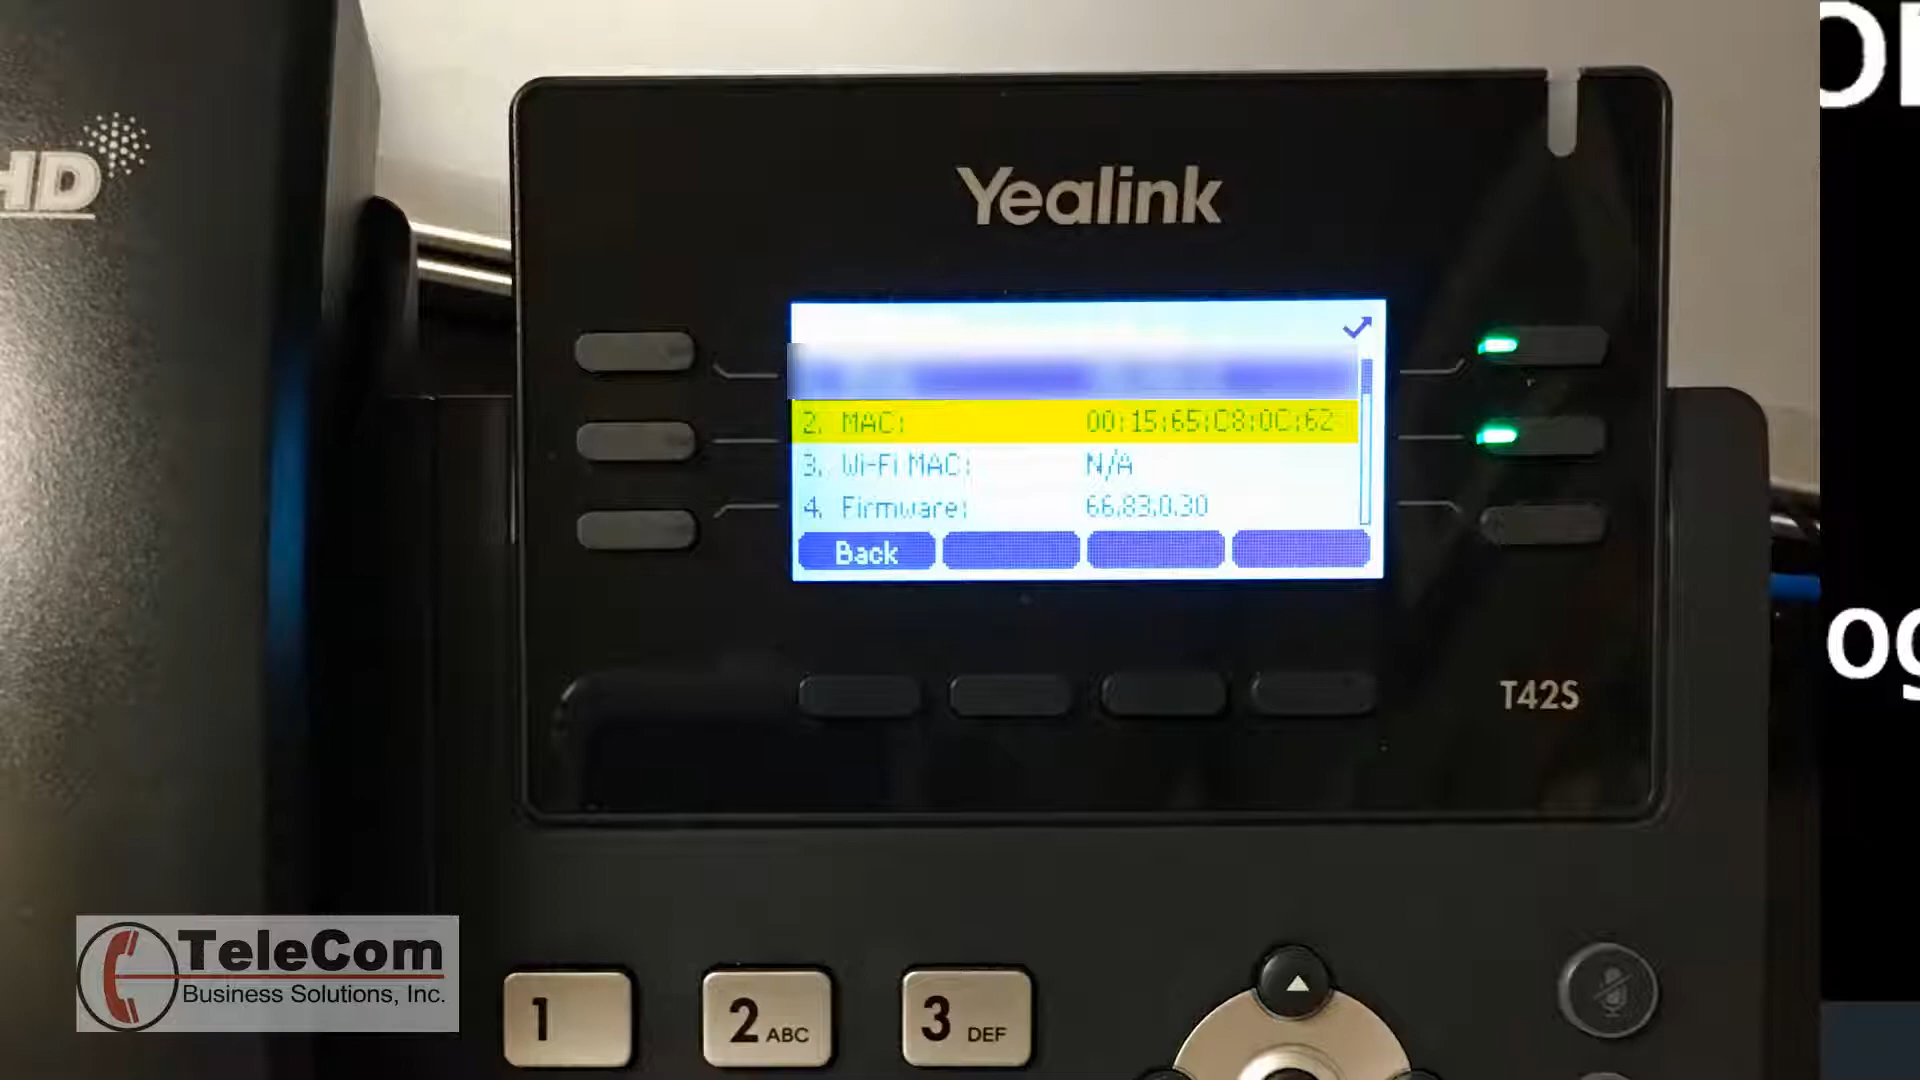 HD
Yealink
2. MAC: 00:15:65:C8:0C:62
3. Wi-Fi MAC: N/A
4. Firmware: 66.83.0.30
Back
T42S
TeleCom
Business Solutions, Inc.
1
2 ABC
3 DEF
og